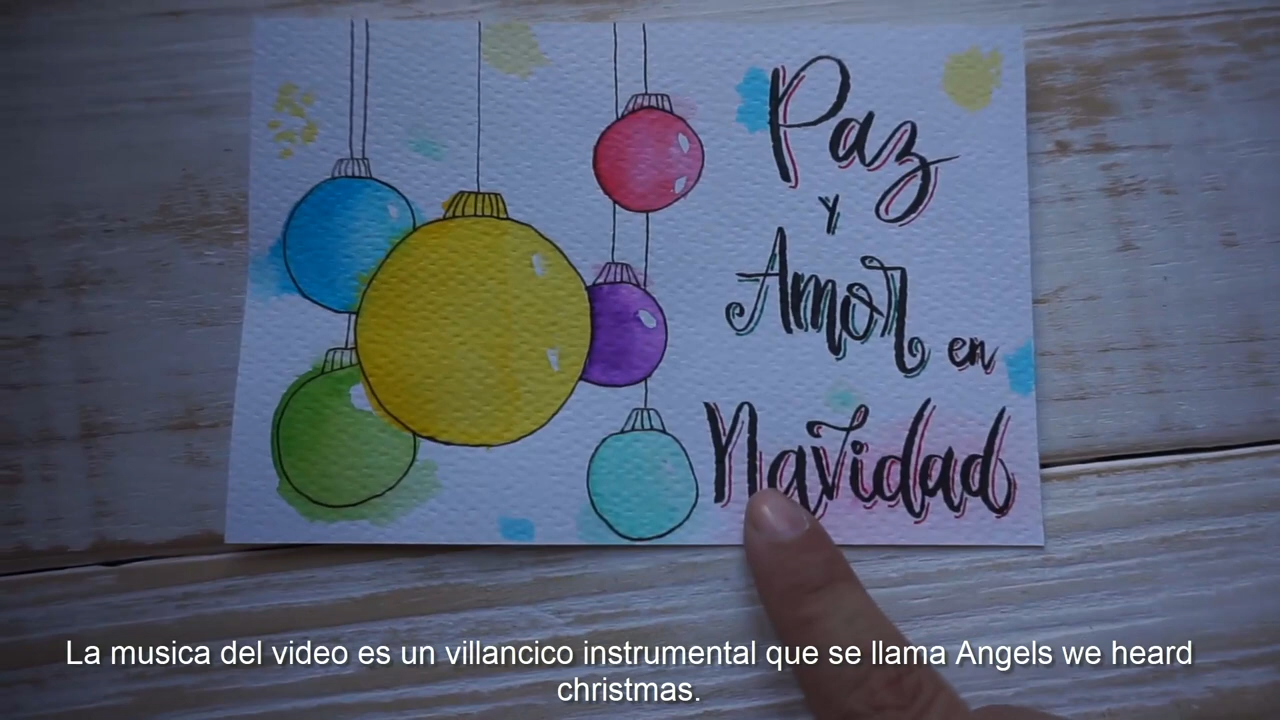 Paz
y
Amor en
Navidad
La musica del video es un villancico instrumental que se llama Angels we heard
christmas.